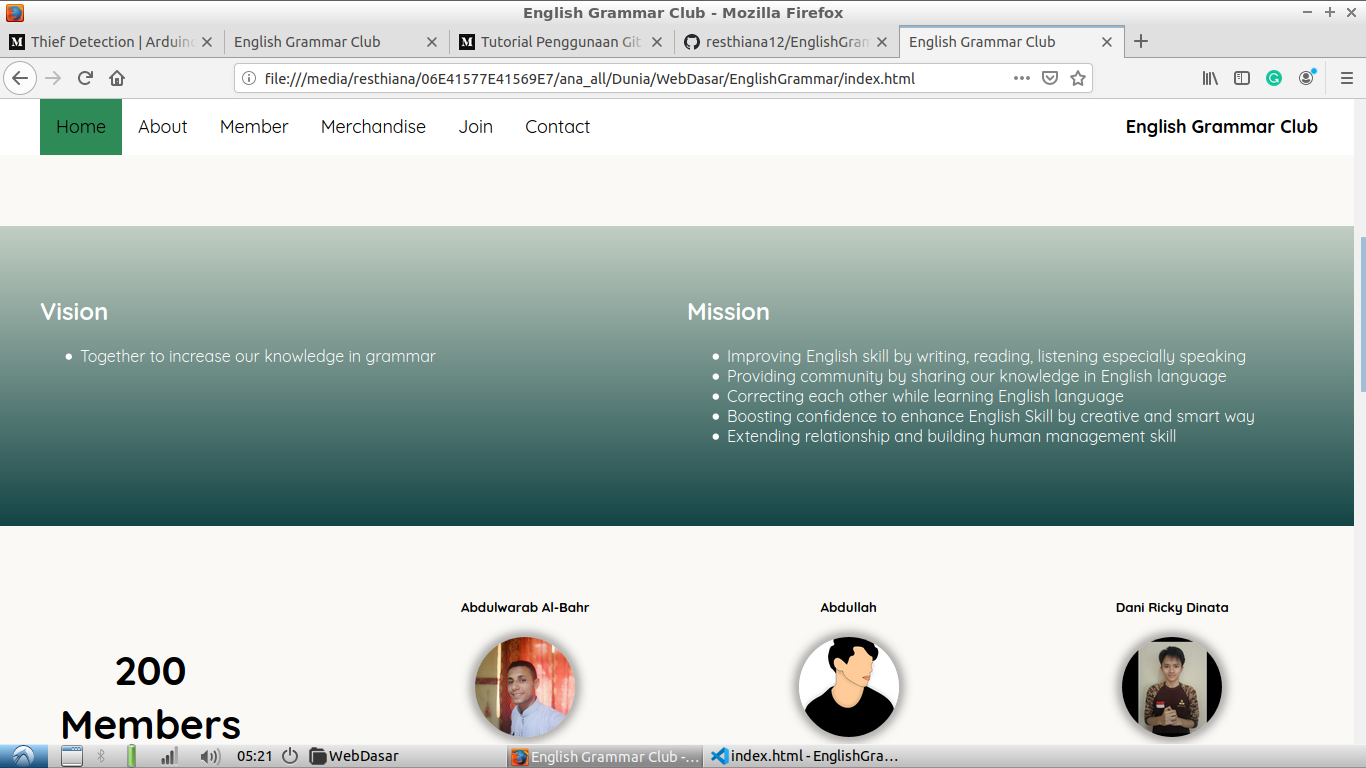 English Grammar Club - Mozilla Firefox
Thief Detection | Arduin
English Grammar Club
Tutorial Penggunaan Git
resthiana12/EnglishGram
English Grammar Club
file:///media/resthiana/06E41577E41569E7/ana_all/Dunia/WebDasar/EnglishGrammar/index.html
Home About Member Merchandise Join Contact English Grammar Club
Vision
Together to increase our knowledge in grammar
Mission
Improving English skill by writing, reading, listening especially speaking
Providing community by sharing our knowledge in English language
Correcting each other while learning English language
Boosting confidence to enhance English Skill by creative and smart way
Extending relationship and building human management skill
200
Members
Abdulwarab Al-Bahr
Abdullah
Dani Ricky Dinata
05:21 WebDasar English Grammar Club -... index.html - EnglishGra...